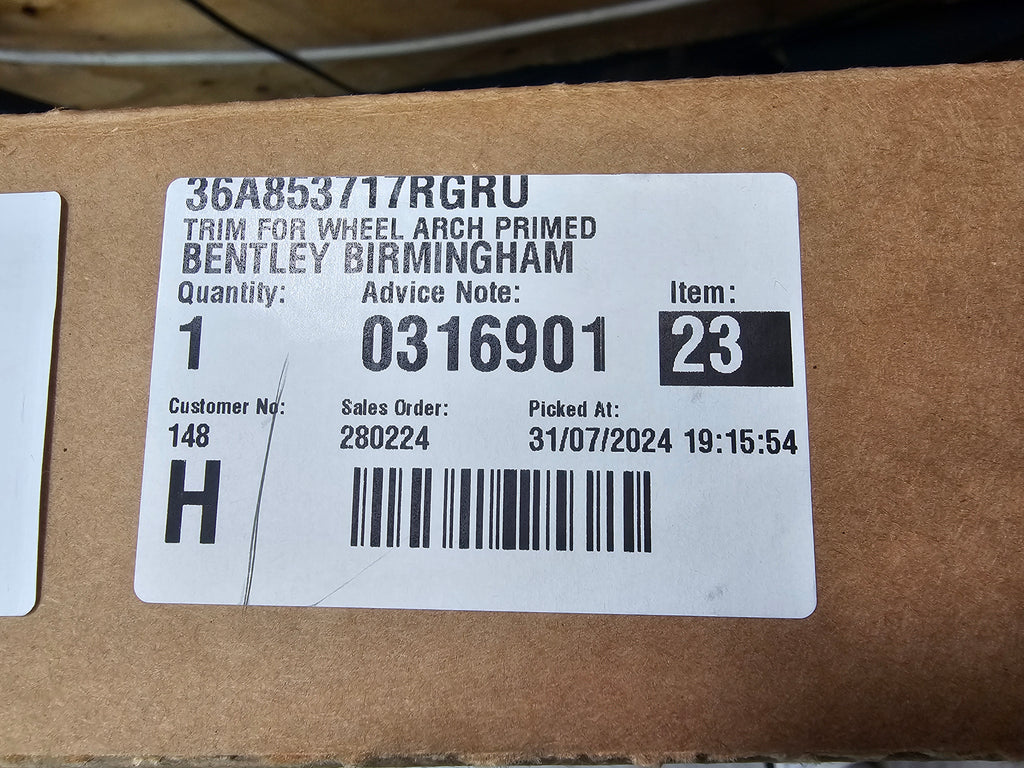 36A853717RGRU
TRIM FOR WHEEL ARCH PRIMED
BENTLEY BIRMINGHAM
Quantity: Advice Note: Item:
1 0316901 23
Customer No: Sales Order: Picked At:
148 280224 31/07/2024 19:15:54
H